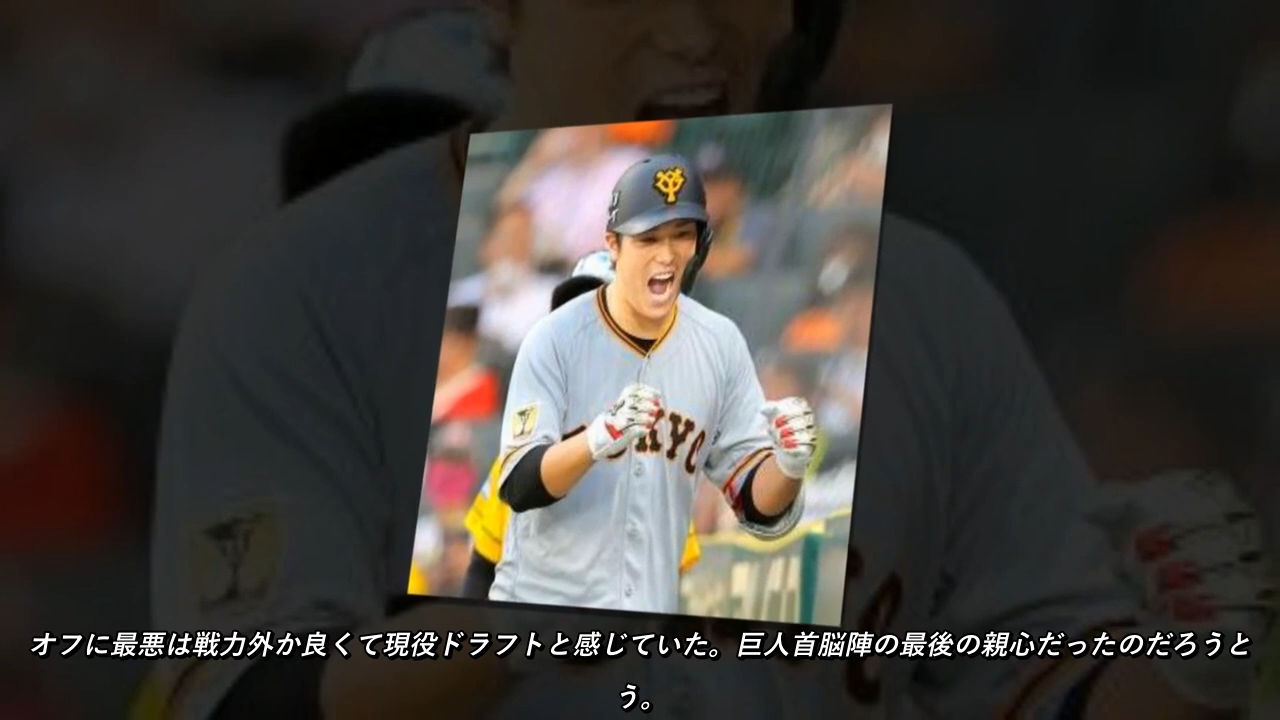 TOKYO
オフに最悪は戦力外か良くて現役ドラフトと感じていた。巨人首脳陣の最後の親心だったのだろうと
う。